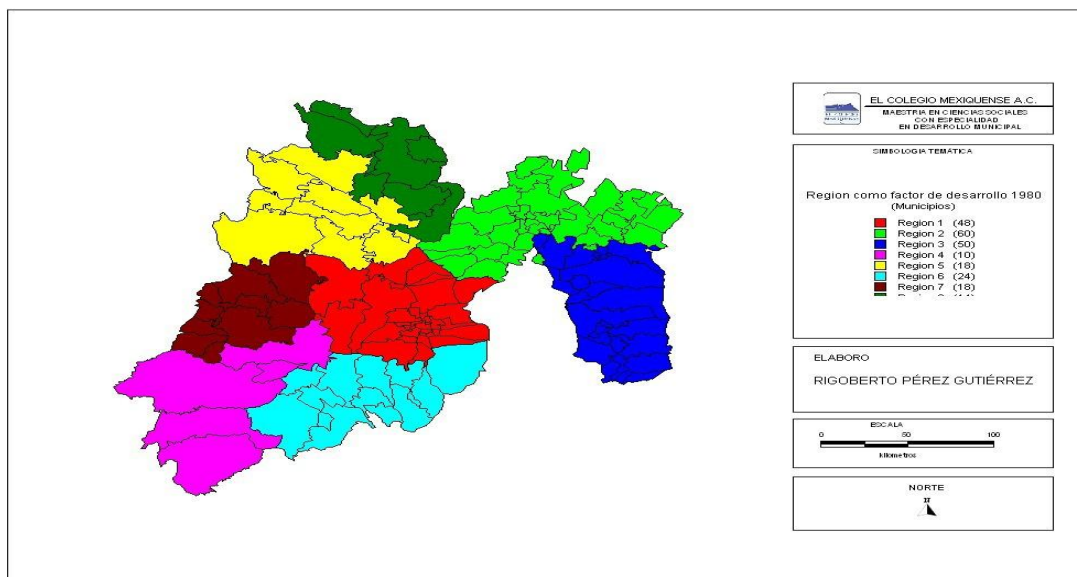 EL COLEGIO MEXIQUENSE A.C.
MAESTRIA EN CIENCIAS SOCIALES
CON ESPECIALIDAD
EN DESARROLLO MUNICIPAL
SIMBOLOGIA TEMÁTICA
Region como factor de desarrollo 1980
(Municipios)
Region 1 (48)
Region 2 (60)
Region 3 (50)
Region 4 (10)
Region 5 (18)
Region 6 (24)
Region 7 (18)
ELABORO
RIGOBERTO PÉREZ GUTIÉRREZ
ESCALA
0 50 100
kilometros
NORTE
N